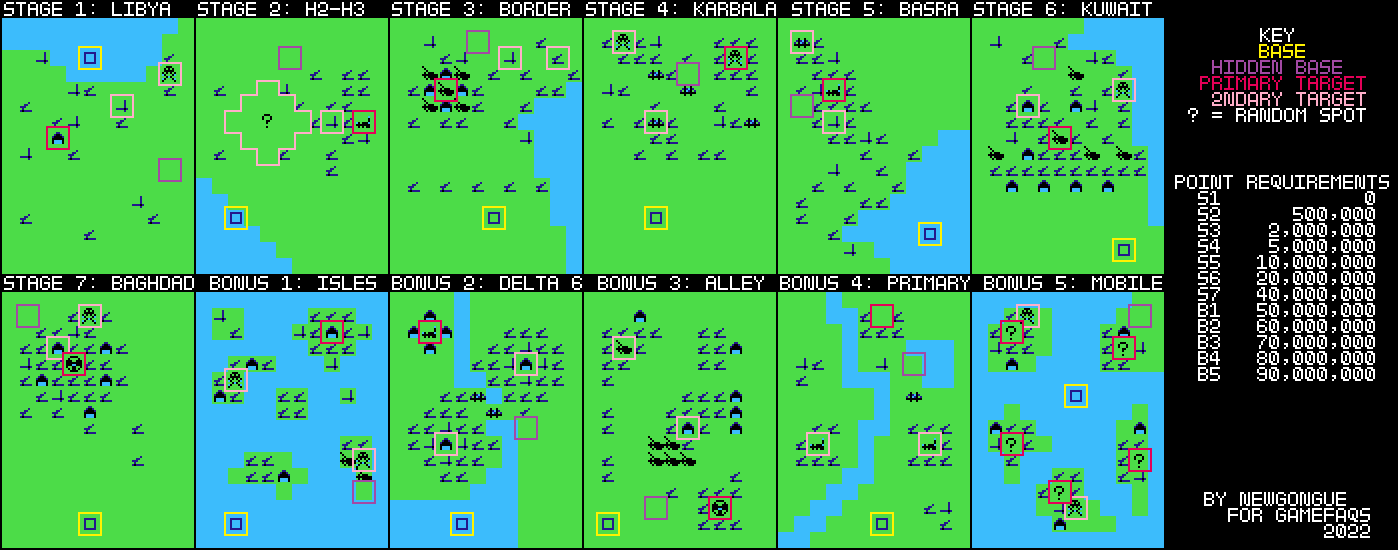 STAGE 1: LIBYA
STAGE 2: H2-H3
STAGE 3: BORDER
STAGE 4: KARBALA
STAGE 5: BASRA
STAGE 6: KUWAIT
?
STAGE 7: BAGHDAD
BONUS 1: ISLES
BONUS 2: DELTA 6
BONUS 3: ALLEY
BONUS 4: PRIMARY
BONUS 5: MOBILE
?
?
?
?
?
KEY
BASE
HIDDEN BASE
PRIMARY TARGET
2NDARY TARGET
? = RANDOM SPOT
POINT REQUIREMENTS
S1 0
S2 500,000
S3 2,000,000
S4 5,000,000
S5 10,000,000
S6 20,000,000
S7 40,000,000
B1 50,000,000
B2 60,000,000
B3 70,000,000
B4 80,000,000
B5 90,000,000
BY NEWGONGUE
FOR GAMEFAQS
2022